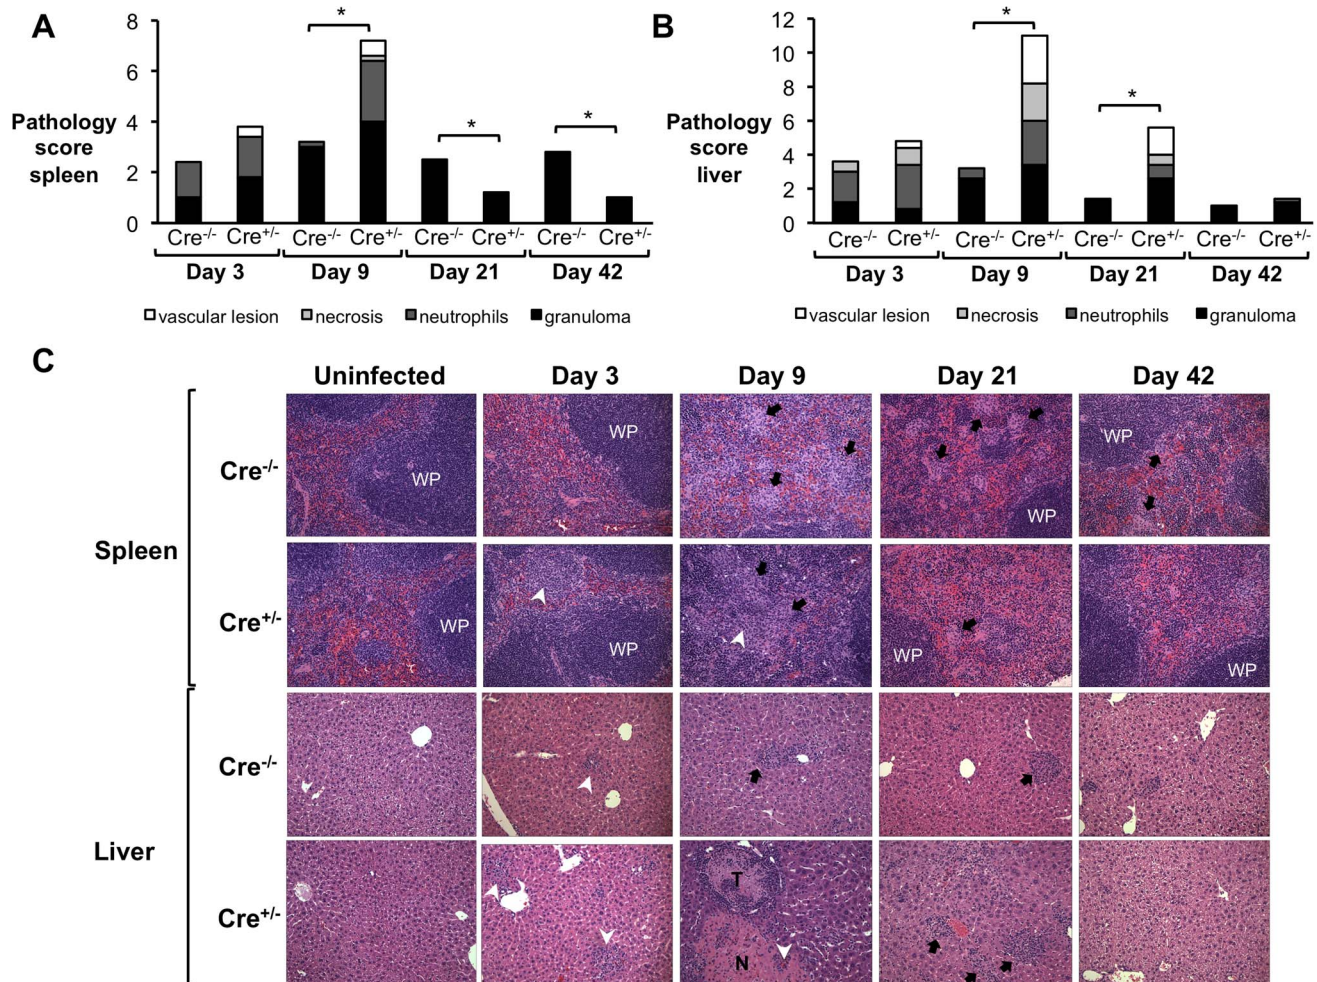 A
Pathology
score
spleen
8
6
4
2
0
*
*
*
Cre-/- Cre+/- Cre-/- Cre+/- Cre-/- Cre+/- Cre-/- Cre+/-
Day 3 Day 9 Day 21 Day 42
vascular lesion necrosis neutrophils granuloma
B
Pathology
score
liver
12
10
8
6
4
2
0
*
*
Cre-/- Cre+/- Cre-/- Cre+/- Cre-/- Cre+/- Cre-/- Cre+/-
Day 3 Day 9 Day 21 Day 42
vascular lesion necrosis neutrophils granuloma
C
Uninfected Day 3 Day 9 Day 21 Day 42
Spleen
Cre-/-
WP WP WP WP
Cre+/-
WP WP WP WP
Liver
Cre-/-
Cre+/-
T
N